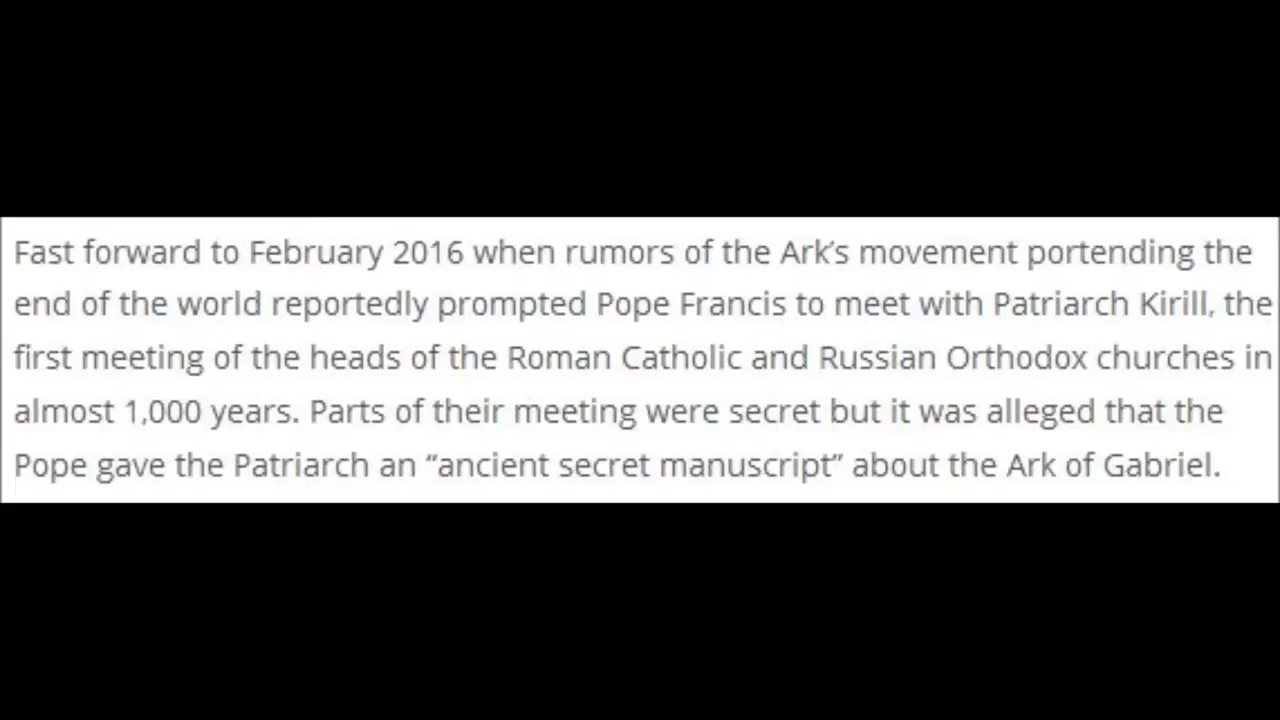 Fast forward to February 2016 when rumors of the Ark’s movement portending the
end of the world reportedly prompted Pope Francis to meet with Patriarch Kirill, the
first meeting of the heads of the Roman Catholic and Russian Orthodox churches in
almost 1,000 years. Parts of their meeting were secret but it was alleged that the
Pope gave the Patriarch an “ancient secret manuscript” about the Ark of Gabriel.